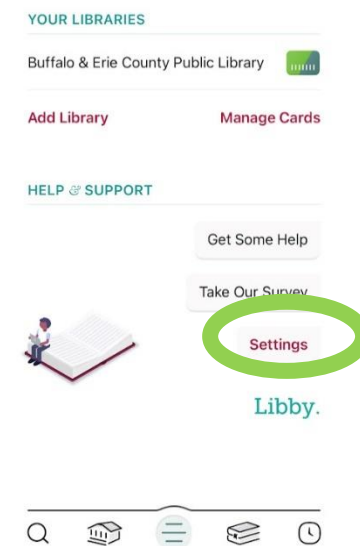 YOUR LIBRARIES
Buffalo & Erie County Public Library
Add Library Manage Cards
HELP & SUPPORT
Get Some Help
Take Our Survey
Settings
Libby.